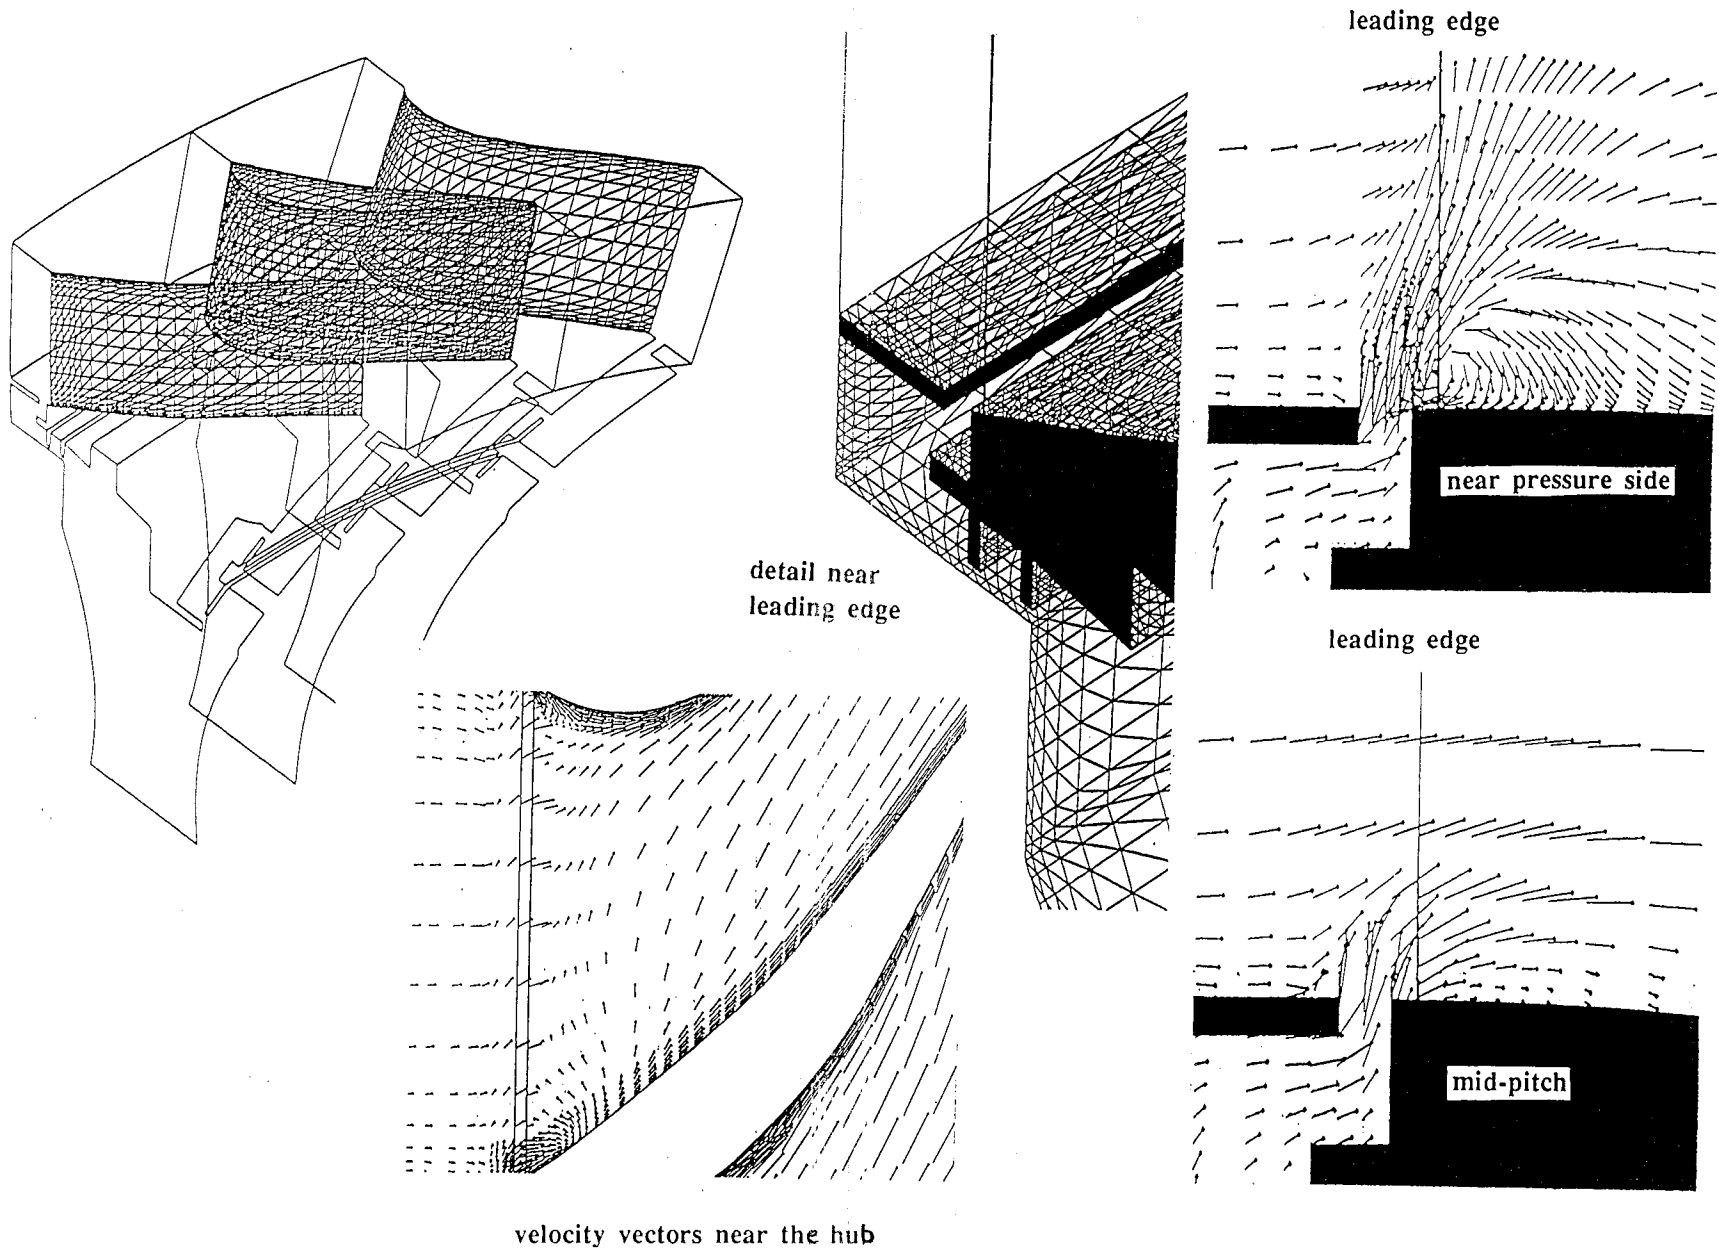 leading edge
near pressure side
detail near
leading edge
leading edge
mid-pitch
velocity vectors near the hub